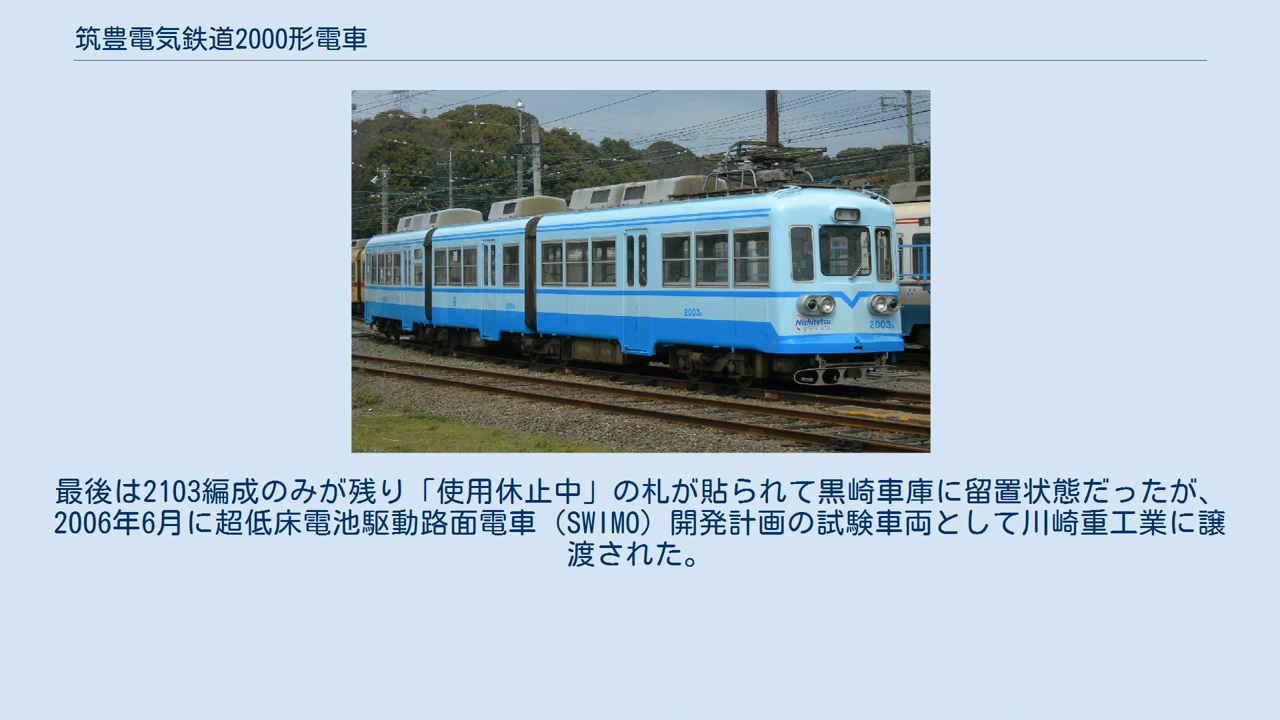 筑豊電気鉄道2000形電車
2003A
Nishitetsu
2003A
最後は2103編成のみが残り「使用休止中」の札が貼られて黒崎車庫に留置状態だったが、
2006年6月に超低床電池駆動路面電車（SWIMO）開発計画の試験車両として川崎重工業に譲
渡された。